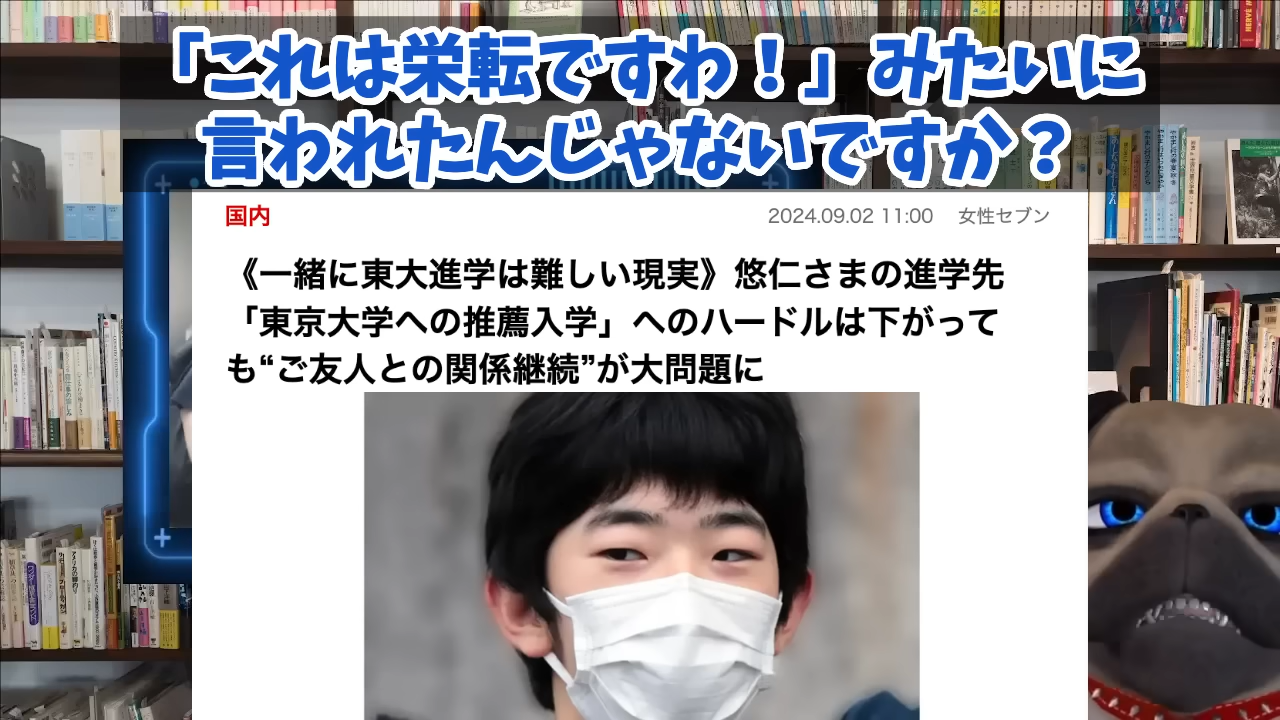 「これは栄転ですわ！」みたいに
言われたんじゃないですか？
国内
2024.09.02 11:00 女性セブン
《一緒に東大進学は難しい現実》悠仁さまの進学先
「東京大学への推薦入学」へのハードルは下がって
も“ご友人との関係継続”が大問題に